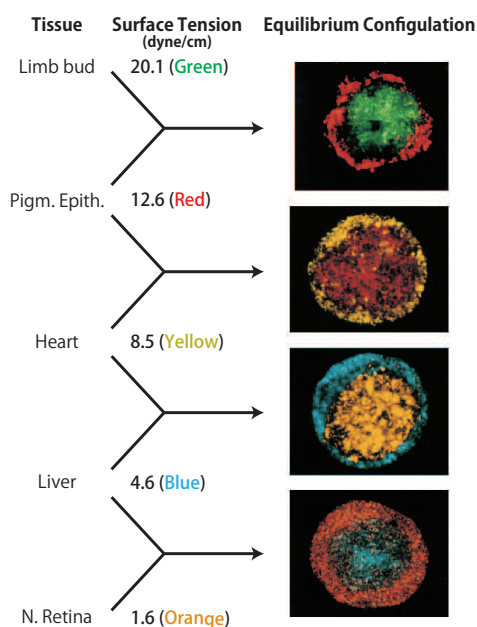 Tissue Surface Tension Equilibrium Configulation
(dyne/cm)
Limb bud 20.1 (Green)
Pigm. Epith. 12.6 (Red)
Heart 8.5 (Yellow)
Liver 4.6 (Blue)
N. Retina 1.6 (Orange)